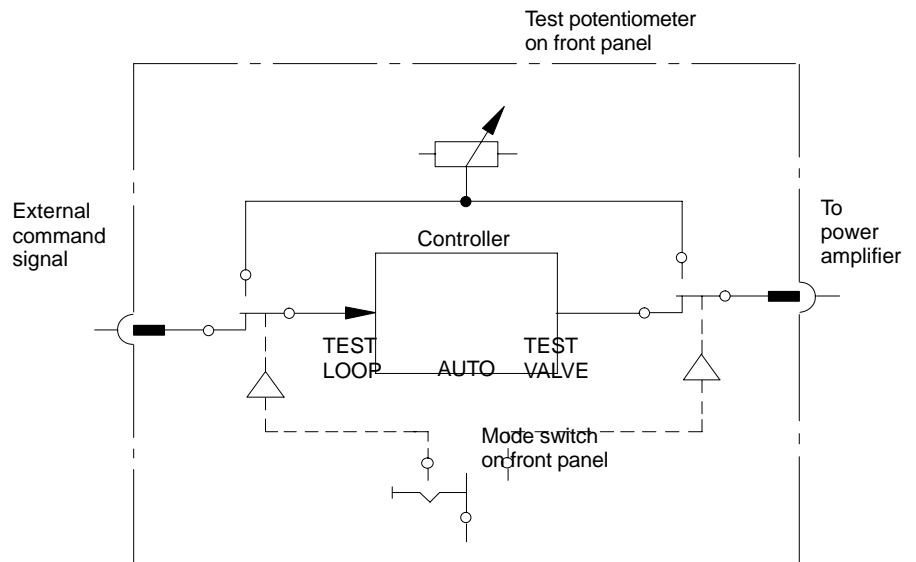 Test potentiometer
on front panel
External
command
signal
To
power
amplifier
Controller
TEST
LOOP
AUTO
TEST
VALVE
Mode switch
on front panel